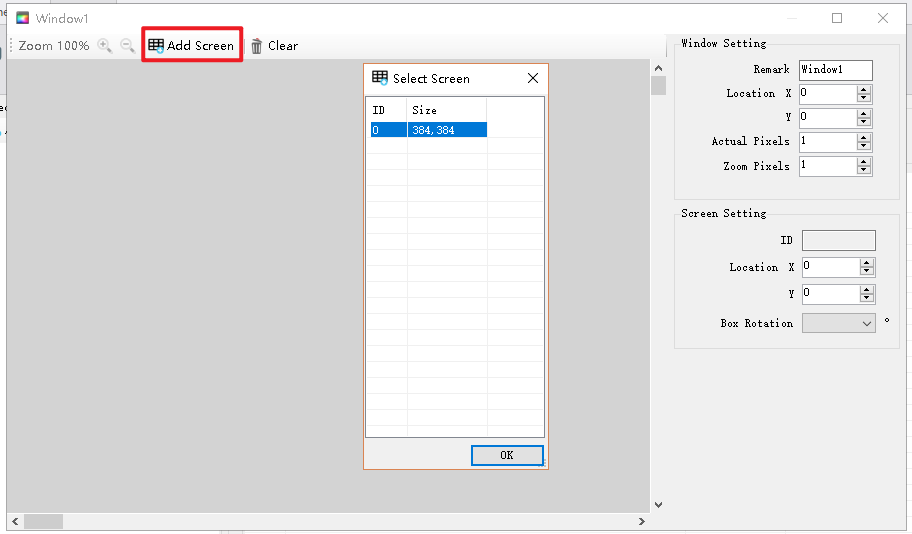 Window1
Zoom 100%
Add Screen
Clear
Select Screen
ID Size
0 384,384
OK
Window Setting
Remark Window1
Location X 0
Y 0
Actual Pixels 1
Zoom Pixels 1
Screen Setting
ID
Location X 0
Y 0
Box Rotation °